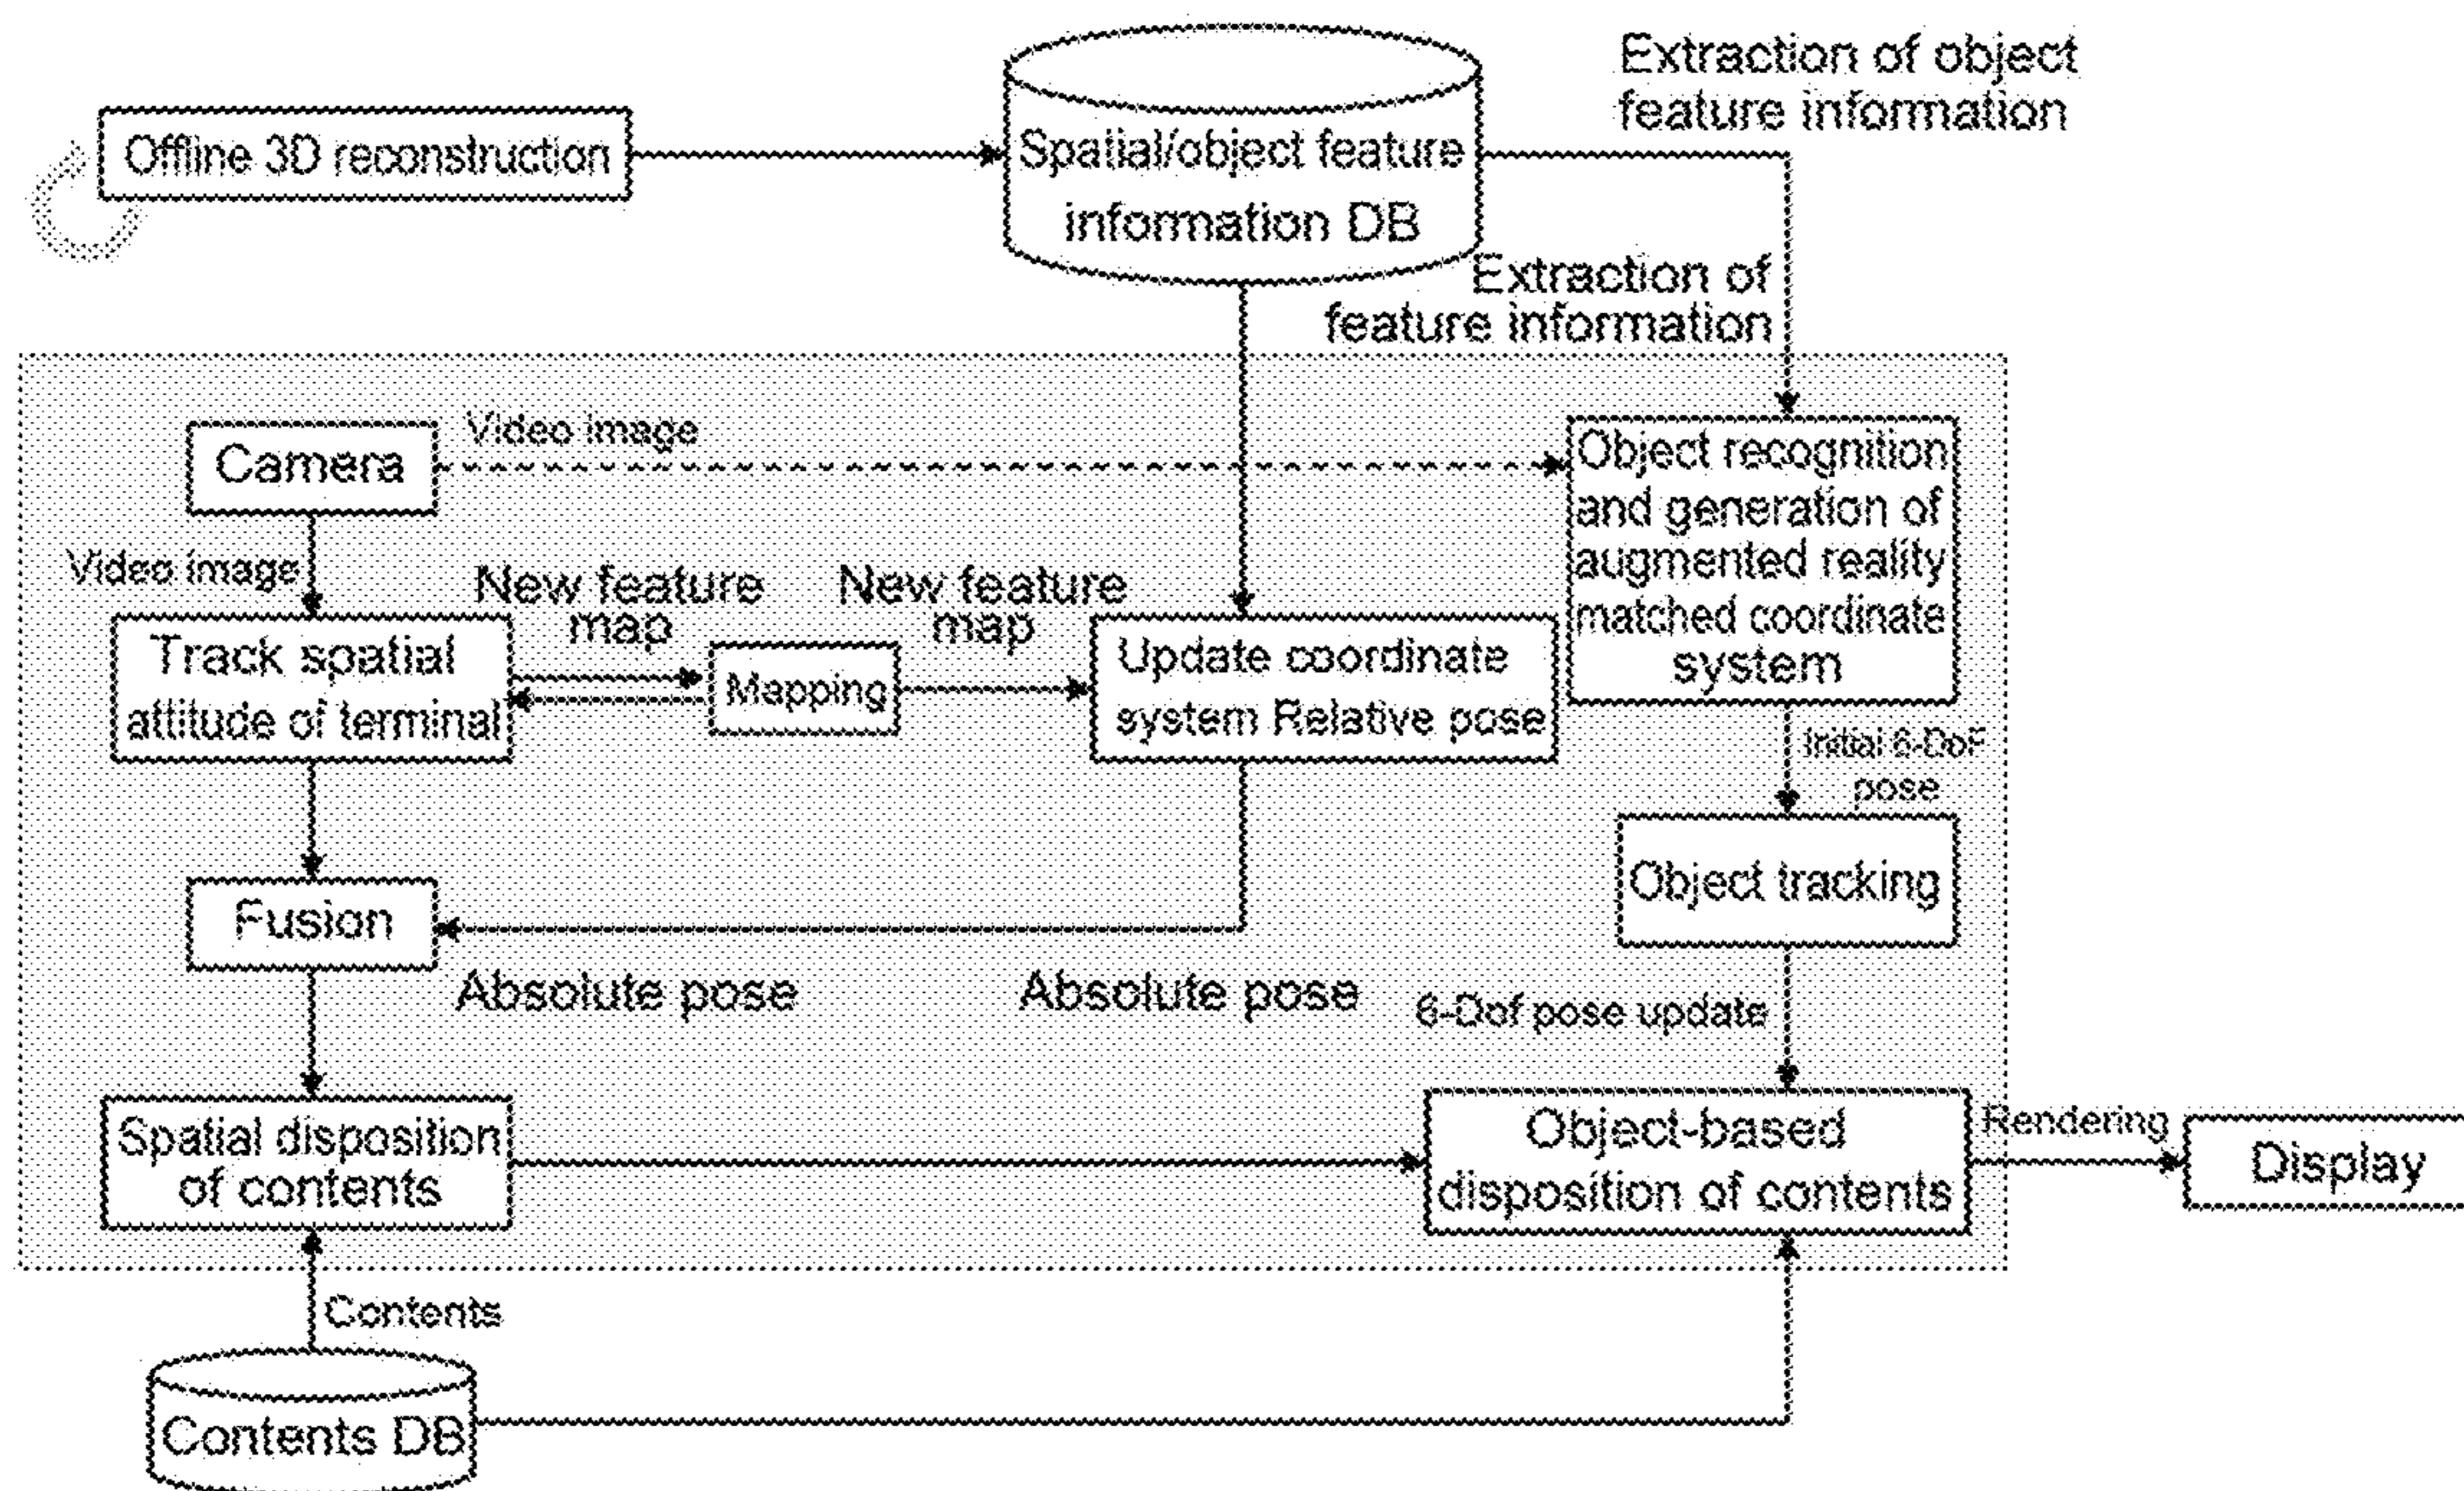 Extraction of object
feature information
Offline 3D reconstruction
Spatial/object feature
information DB
Extraction of
feature information
Camera
Video image
Object recognition
and generation of
augmented reality
matched coordinate
system
Video image
New feature
map
New feature
map
Track spatial
attitude of terminal
Mapping
Update coordinate
system Relative pose
Initial 6-DoF
pose
Object tracking
Fusion
Absolute pose
Absolute pose
6-Dof pose update
Spatial disposition
of contents
Object-based
disposition of contents
Rendering
Display
Contents
Contents DB